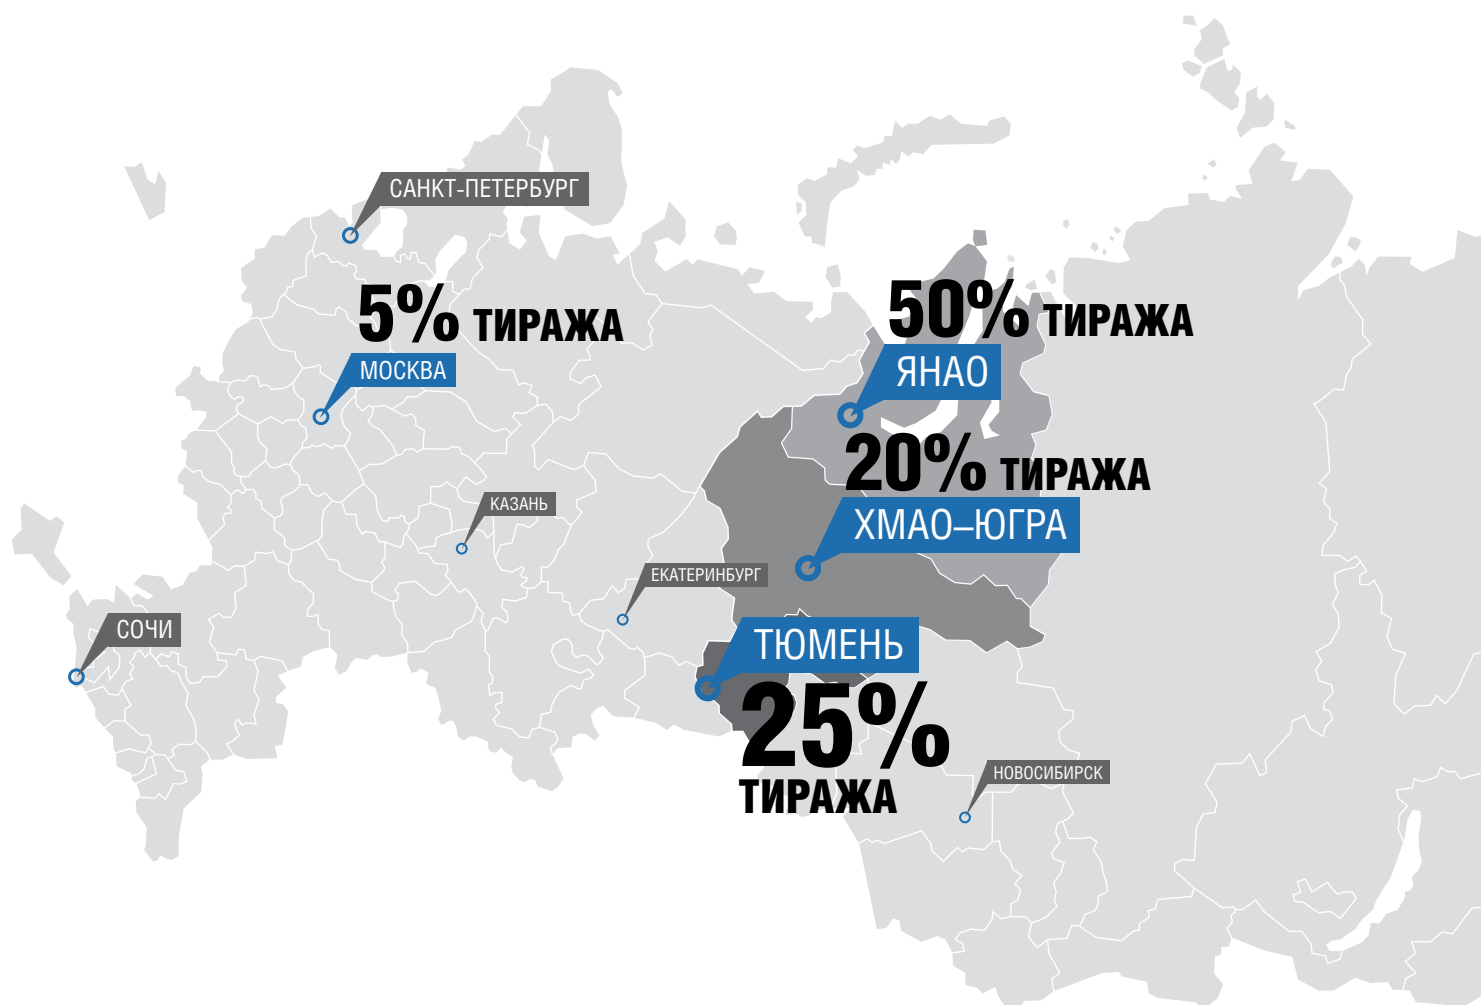 САНКТ-ПЕТЕРБУРГ
5% ТИРАЖА
МОСКВА
50% ТИРАЖА
ЯНАО
20% ТИРАЖА
ХМАО–ЮГРА
КАЗАНЬ
ЕКАТЕРИНБУРГ
СОЧИ
ТЮМЕНЬ
25%
ТИРАЖА
НОВОСИБИРСК